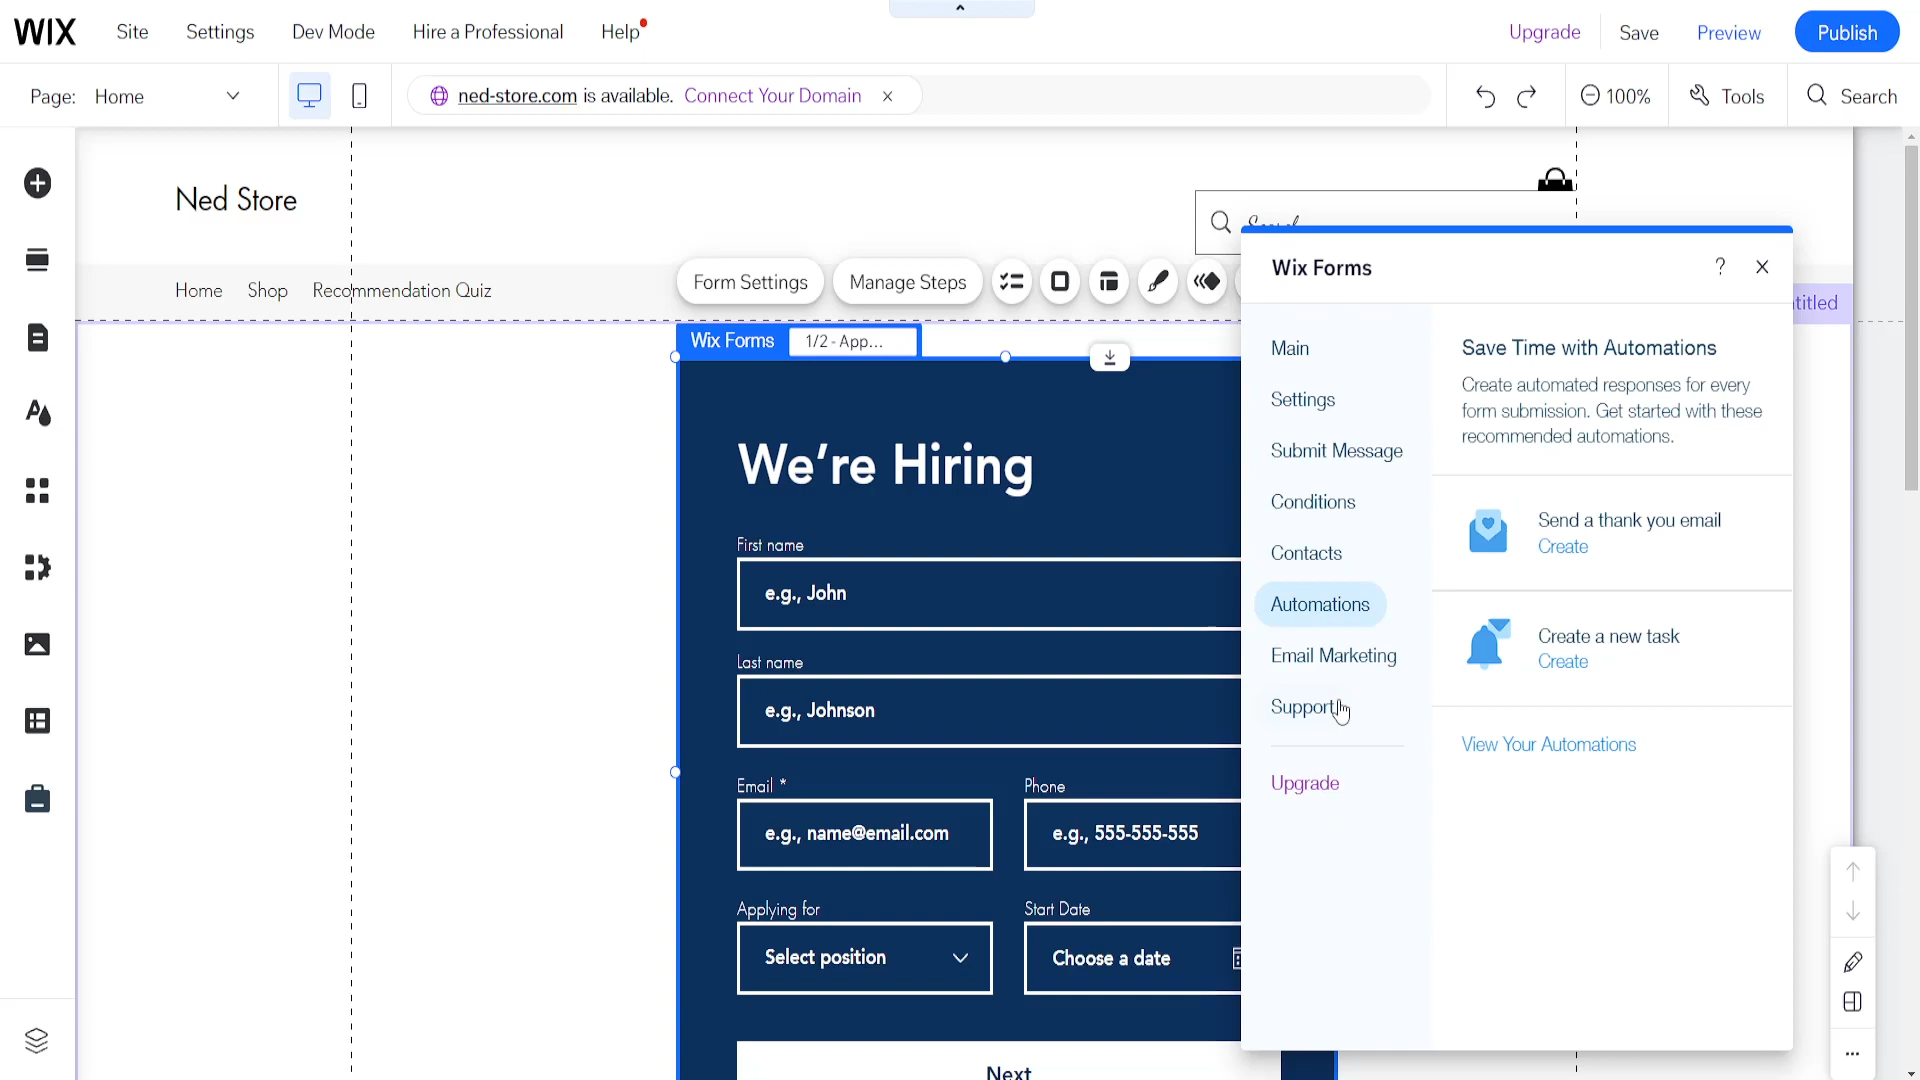 WIX Site Settings Dev Mode Hire a Professional Help Upgrade Save Preview Publish
Page: Home ned-store.com is available. Connect Your Domain 100% Tools Search
Ned Store
Search
Home Shop Recommendation Quiz
Form Settings Manage Steps
Wix Forms 1/2 - App...
We're Hiring
First name
e.g., John
Last name
e.g., Johnson
Email * Phone
e.g., name@email.com e.g., 555-555-555
Applying for Start Date
Select position Choose a date
Next
Wix Forms ?
Main
Settings
Submit Message
Conditions
Contacts
Automations
Email Marketing
Support
Upgrade
Save Time with Automations
Create automated responses for every
form submission. Get started with these
recommended automations.
Send a thank you email
Create
Create a new task
Create
View Your Automations